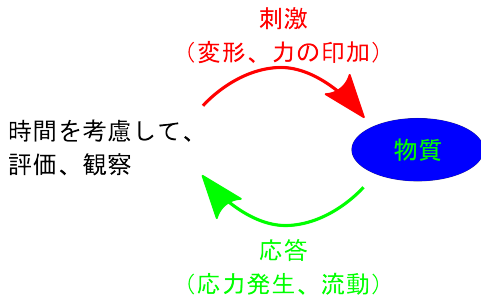 刺激
（変形、力の印加）
時間を考慮して、
評価、観察
物質
応答
（応力発生、流動）